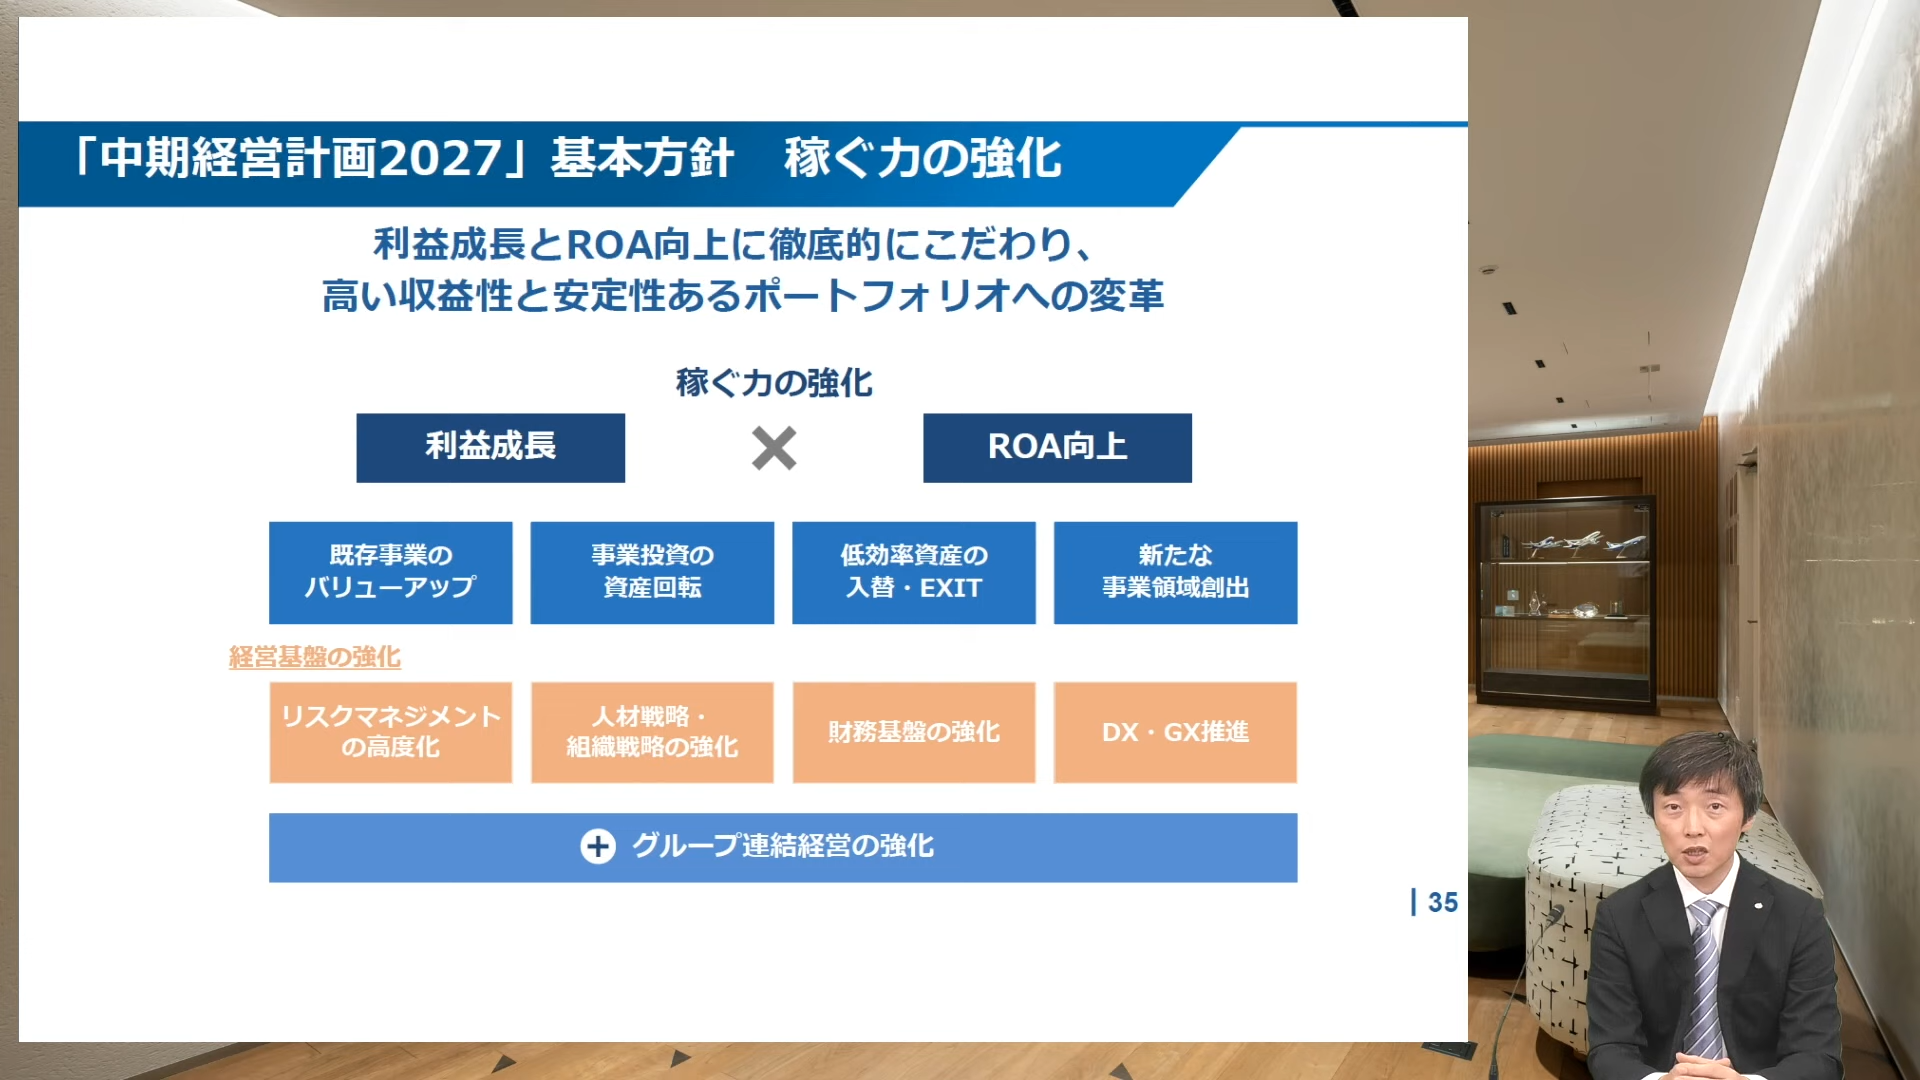 「中期経営計画2027」基本方針　稼ぐ力の強化
利益成長とROA向上に徹底的にこだわり、
高い収益性と安定性あるポートフォリオへの変革
稼ぐ力の強化
利益成長
ROA向上
既存事業の
バリューアップ
事業投資の
資産回転
低効率資産の
入替・EXIT
新たな
事業領域創出
経営基盤の強化
リスクマネジメント
の高度化
人材戦略・
組織戦略の強化
財務基盤の強化
DX・GX推進
グループ連結経営の強化
35